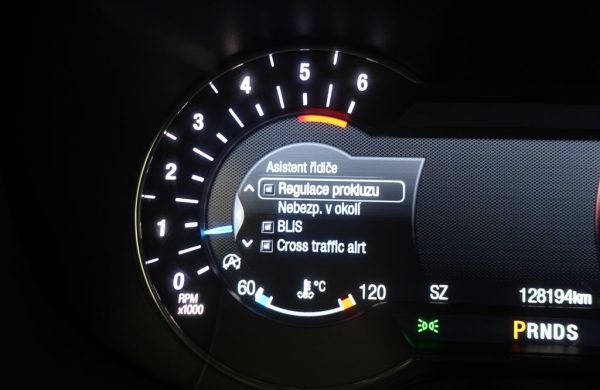 6
5
4
3
2
1
0
RPM
x1000
Asistent řidiče
Regulace prokluzu
Nebezp. v okolí
BLIS
Cross traffic alrt
60 °C 120
SZ 128194km
PRNDS